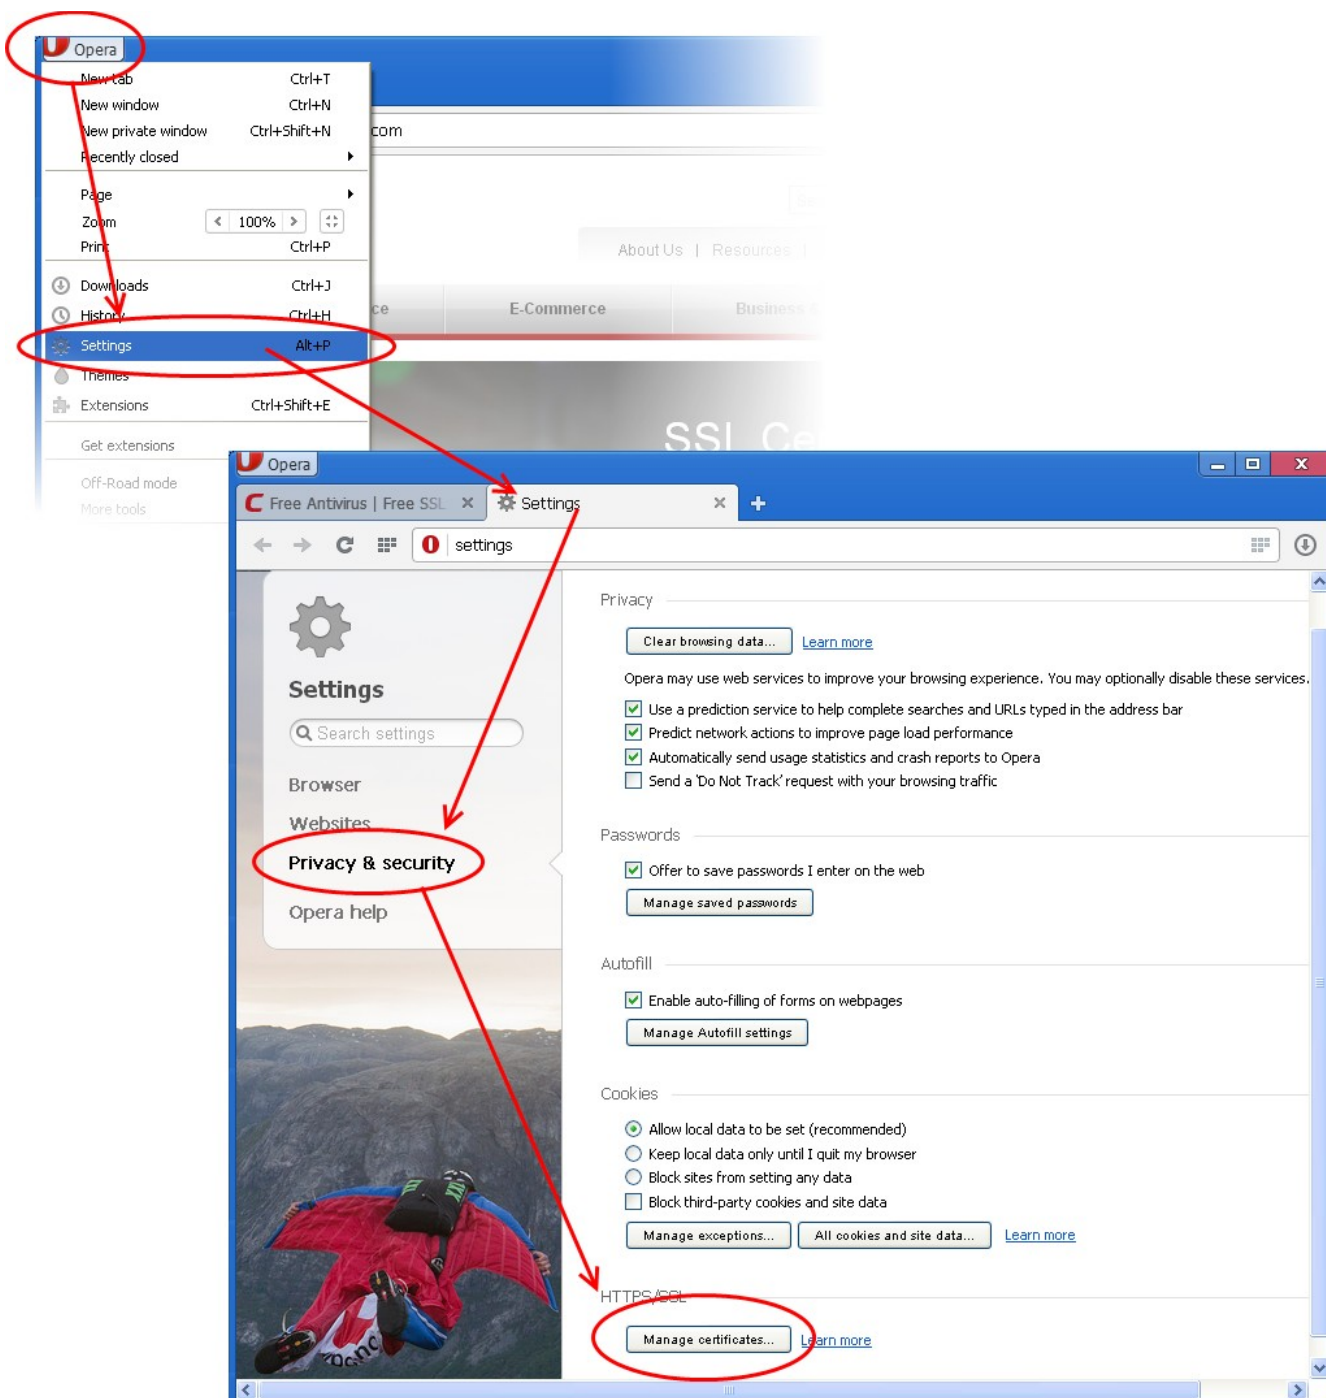 Opera
New tab Ctrl+T
New window Ctrl+N
New private window Ctrl+Shift+N
Recently closed
Page
Zoom 100%
Print Ctrl+P
Downloads Ctrl+J
History Ctrl+H
Settings Alt+P
Themes
Extensions Ctrl+Shift+E
Get extensions
Off-Road mode
More tools
com
About Us | Resources |
ce E-Commerce Business
SSL Ce
Opera
Free Antivirus | Free SSL Settings
settings
Settings
Search settings
Browser
Websites
Privacy & security
Opera help
Privacy
Clear browsing data... Learn more
Opera may use web services to improve your browsing experience. You may optionally disable these services.
Use a prediction service to help complete searches and URLs typed in the address bar
Predict network actions to improve page load performance
Automatically send usage statistics and crash reports to Opera
Send a 'Do Not Track' request with your browsing traffic
Passwords
Offer to save passwords I enter on the web
Manage saved passwords
Autofill
Enable auto-filling of forms on webpages
Manage Autofill settings
Cookies
Allow local data to be set (recommended)
Keep local data only until I quit my browser
Block sites from setting any data
Block third-party cookies and site data
Manage exceptions... All cookies and site data... Learn more
HTTPS/SSL
Manage certificates... Learn more